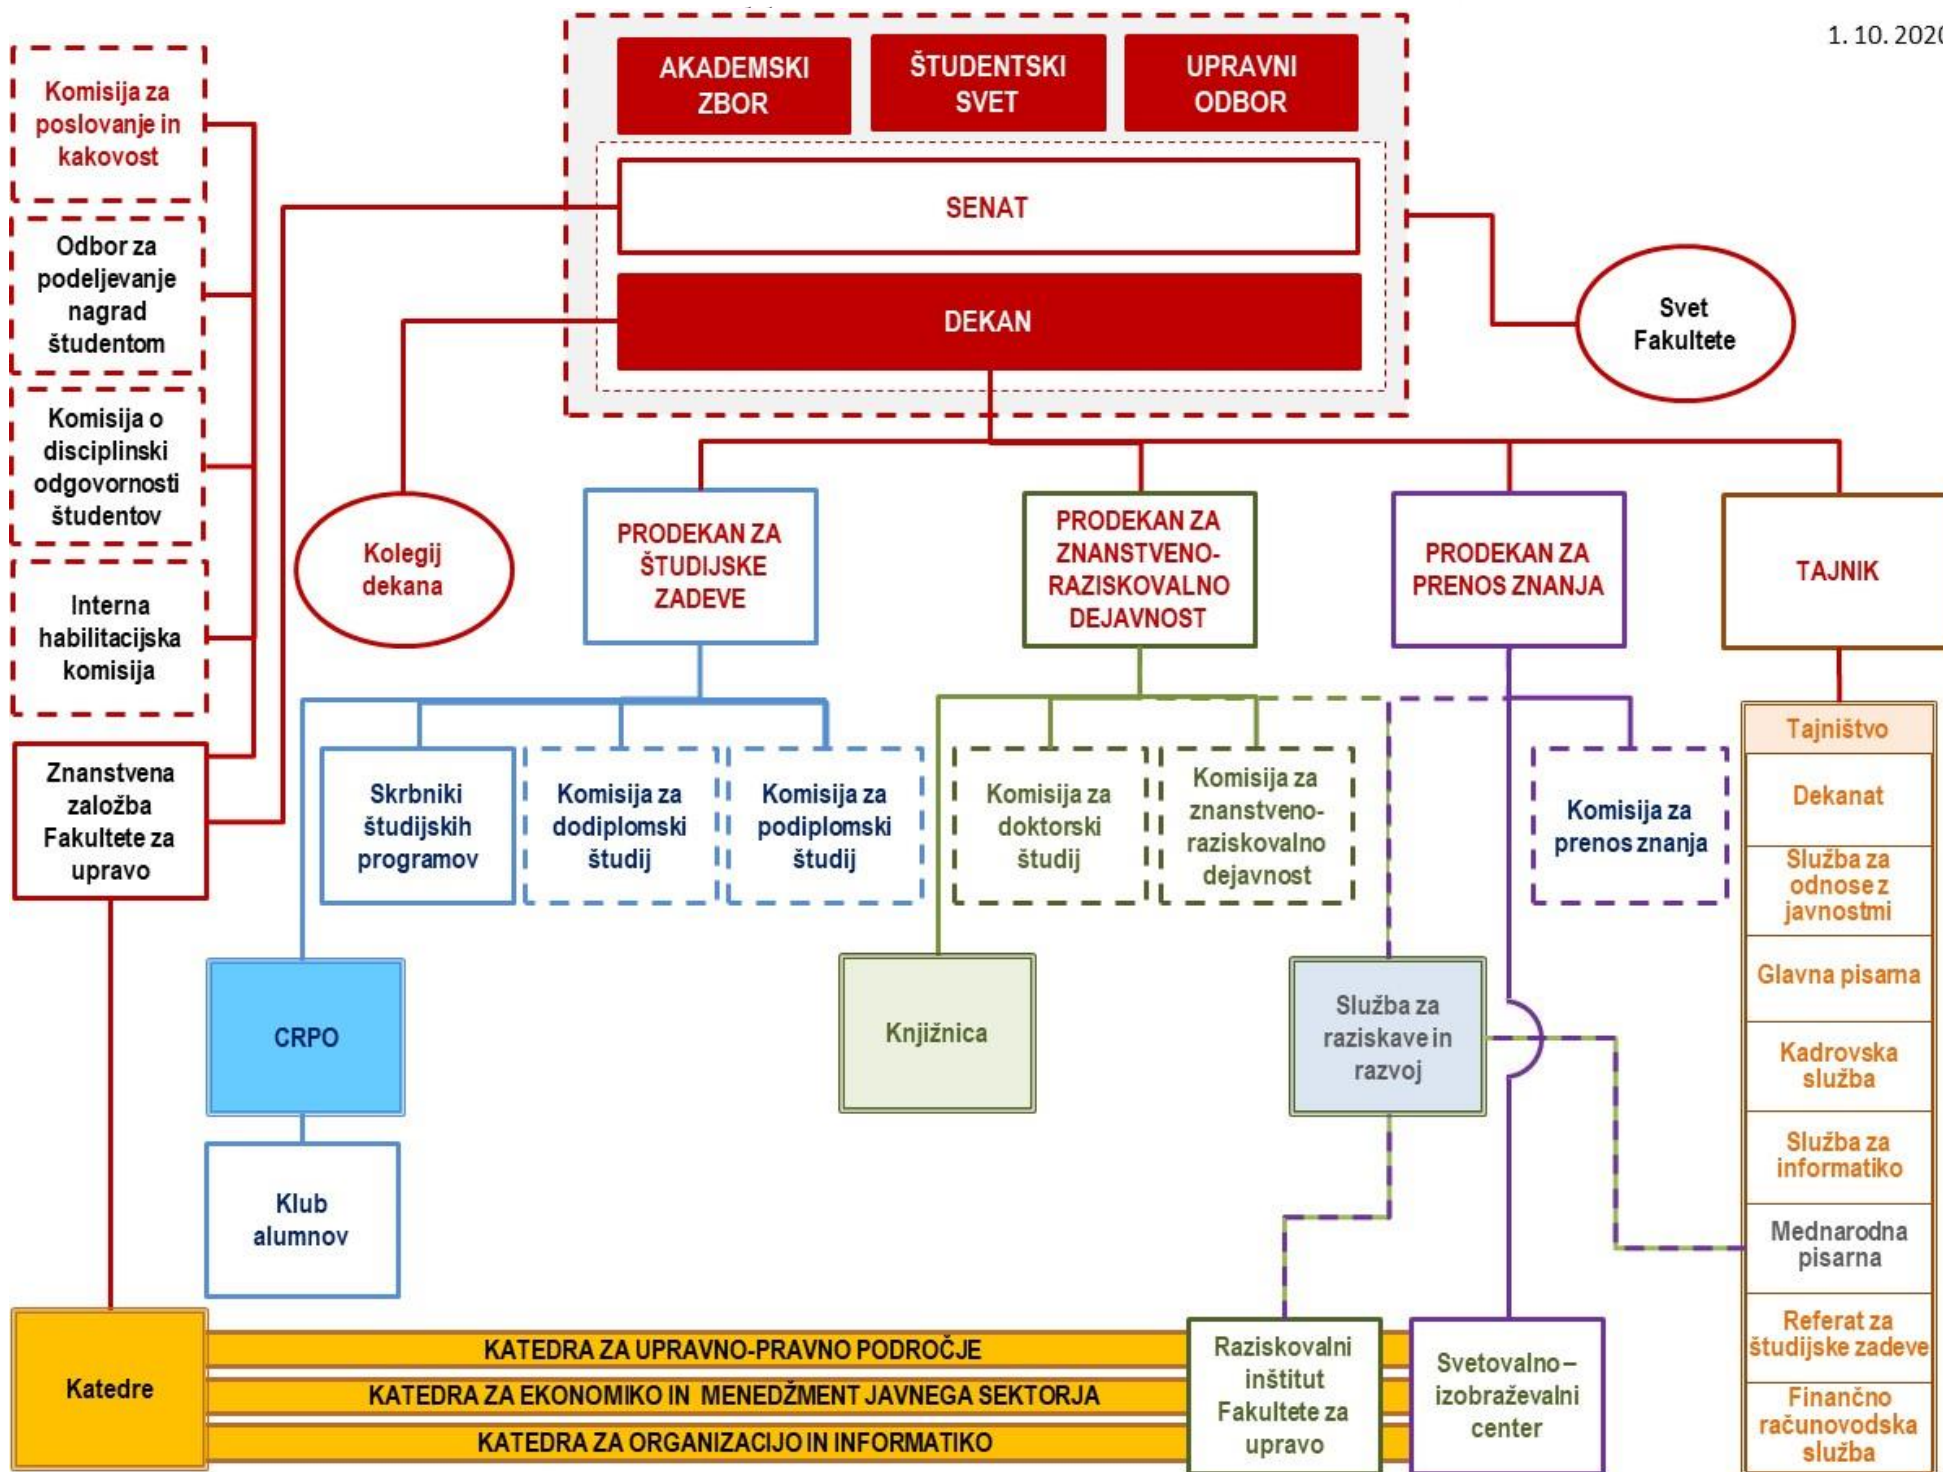 1. 10. 2020
AKADEMSKI
ZBOR
ŠTUDENTSKI
SVET
UPRAVNI
ODBOR
SENAT
DEKAN
Svet
Fakultete
Komisija za
poslovanje in
kakovost
Odbor za
podeljevanje
nagrad
študentom
Komisija o
disciplinski
odgovornosti
študentov
Interna
habilitacijska
komisija
Znanstvena
založba
Fakultete za
upravo
Kolegij
dekana
PRODEKAN ZA
ŠTUDIJSKE
ZADEVE
PRODEKAN ZA
ZNANSTVENO-
RAZISKOVALNO
DEJAVNOST
PRODEKAN ZA
PRENOS ZNANJA
TAJNIK
Skrbniki
študijskih
programov
Komisija za
dodiplomski
študij
Komisija za
podiplomski
študij
Komisija za
doktorski
študij
Komisija za
znanstveno-
raziskovalno
dejavnost
Komisija za
prenos znanja
CRPO
Knjižnica
Služba za
raziskave in
razvoj
Klub
alumnov
Tajništvo
Dekanat
Služba za
odnose z
javnostmi
Glavna pisarna
Kadrovska
služba
Služba za
informatiko
Mednarodna
pisarna
Referat za
študijske zadeve
Finančno
računovodska
služba
Katedre
KATEDRA ZA UPRAVNO-PRAVNO PODROČJE
KATEDRA ZA EKONOMIKO IN MENEDŽMENT JAVNEGA SEKTORJA
KATEDRA ZA ORGANIZACIJO IN INFORMATIKO
Raziskovalni
inštitut
Fakultete za
upravo
Svetovalno –
izobraževalni
center